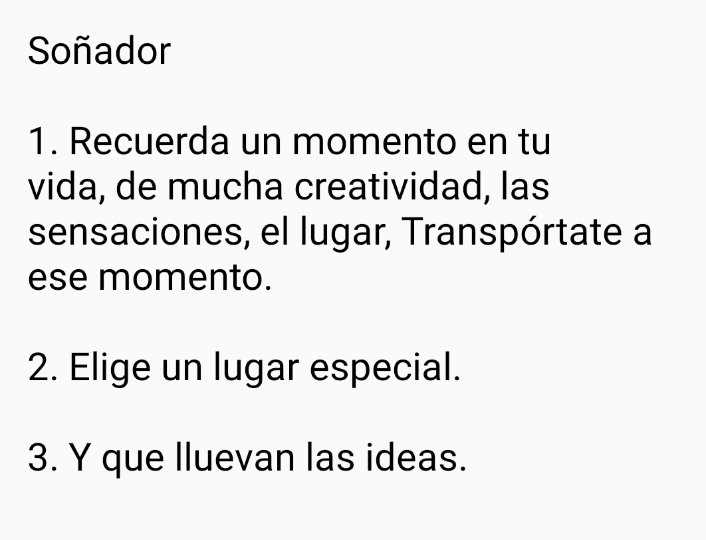 Soñador
1. Recuerda un momento en tu
vida, de mucha creatividad, las
sensaciones, el lugar, Transpórtate a
ese momento.
2. Elige un lugar especial.
3. Y que lluevan las ideas.